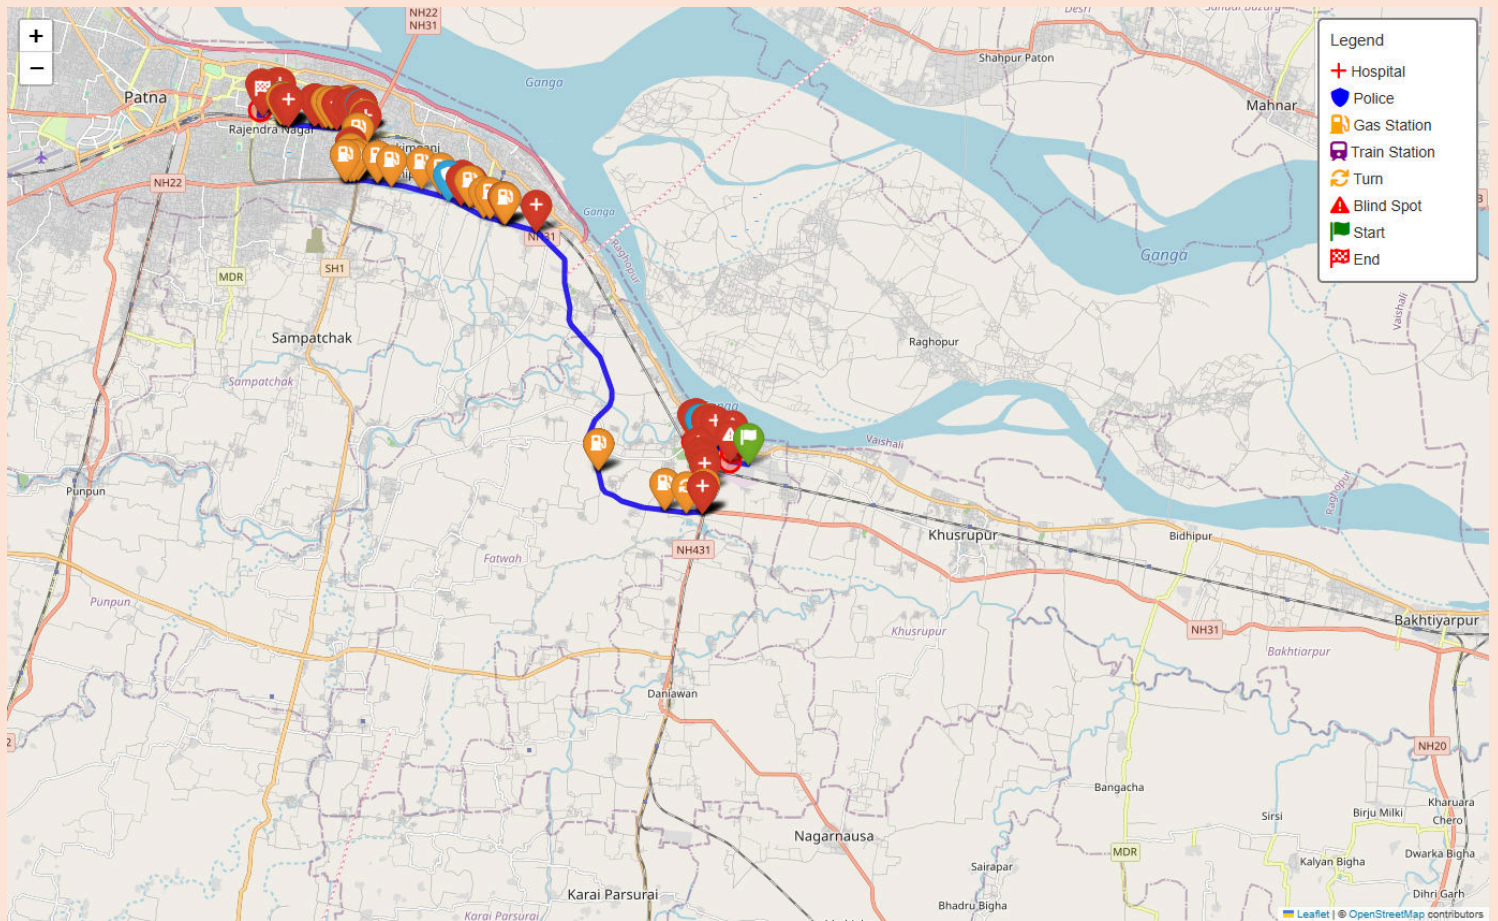 +
−
Legend
Hospital
Police
Gas Station
Train Station
Turn
Blind Spot
Start
End
NH22
NH31
Ganga
Shahpur Paton
Mahnar
Patna
Rajendra Nagar
NH22
Ganga
NH31
Raghopur
Ganga
Vaishali
MDR
SH1
Sampatchak
Sampatchak
Raghopur
Vaishali
Punpun
Raghopur
Khusrupur
Bidhipur
NH431
Fatwah
Punpun
Khusrupur
NH31
Bakhtiyarpur
Bakhtiarpur
Daniawan
NH20
Bangacha
Nagarnausa
Sirsi
Birju Milki
Kharuara
Chero
MDR
Kalyan Bigha
Dwarka Bigha
Sairapar
Karai Parsurai
Karai Parsurai
Bhadru Bigha
Dihri Garh
Leaflet | © OpenStreetMap contributors